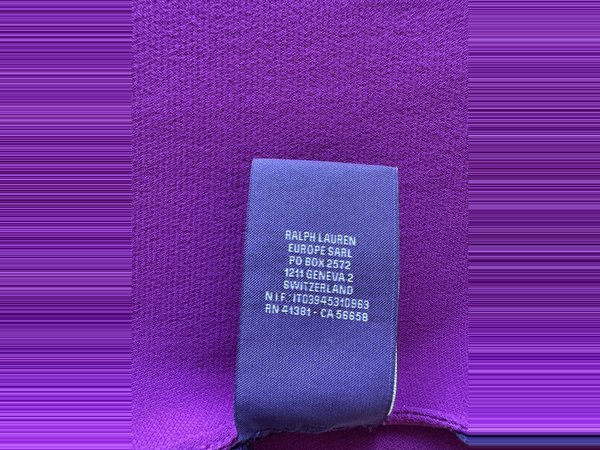 RALPH LAUREN
EUROPE SARL
PO BOX 2572
1211 GENEVA 2
SWITZERLAND
N I F.: IT03945310963
RN 41381 - CA 56658